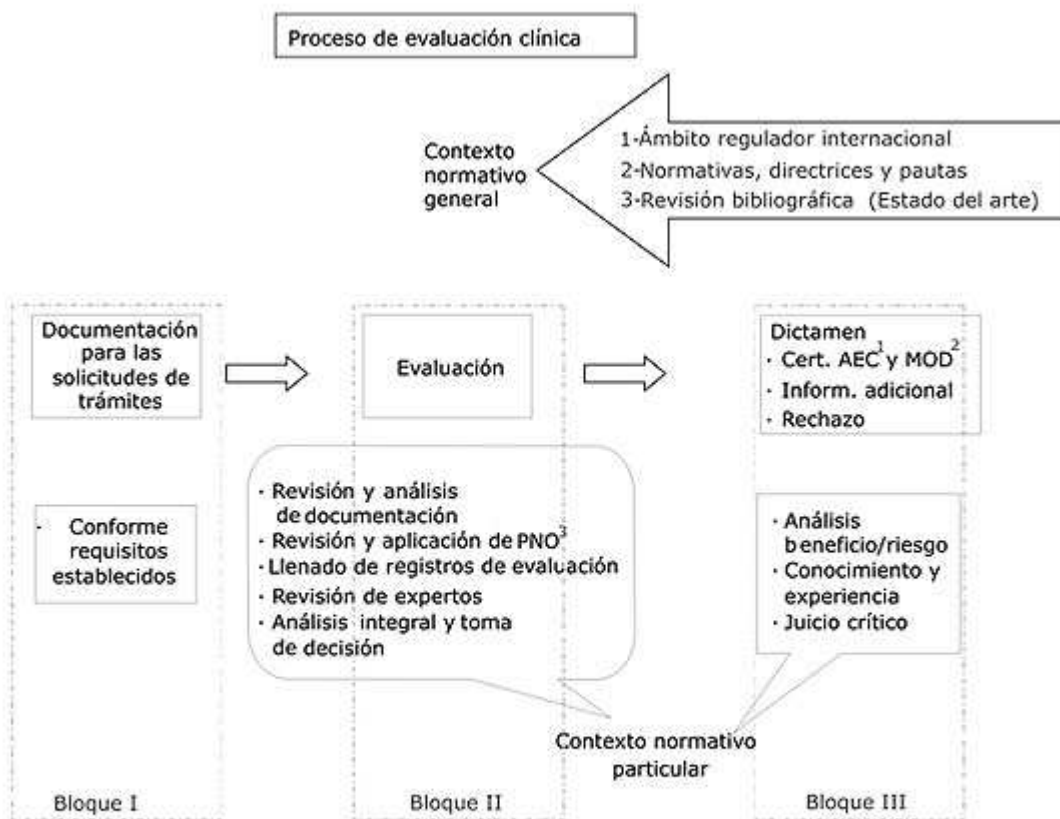 Proceso de evaluación clínica
Contexto
normativo
general
1-Ámbito regulador internacional
2-Normativas, directrices y pautas
3-Revisión bibliográfica (Estado del arte)
Documentación
para las
solicitudes de
trámites
Evaluación
Dictamen
· Cert. AEC¹ y MOD²
· Inform. adicional
· Rechazo
· Conforme
requisitos
establecidos
· Revisión y análisis
de documentación
· Revisión y aplicación de PNO³
· Llenado de registros de evaluación
· Revisión de expertos
· Análisis integral y toma
de decisión
· Análisis
beneficio/riesgo
· Conocimiento y
experiencia
· Juicio crítico
Contexto normativo
particular
Bloque I
Bloque II
Bloque III